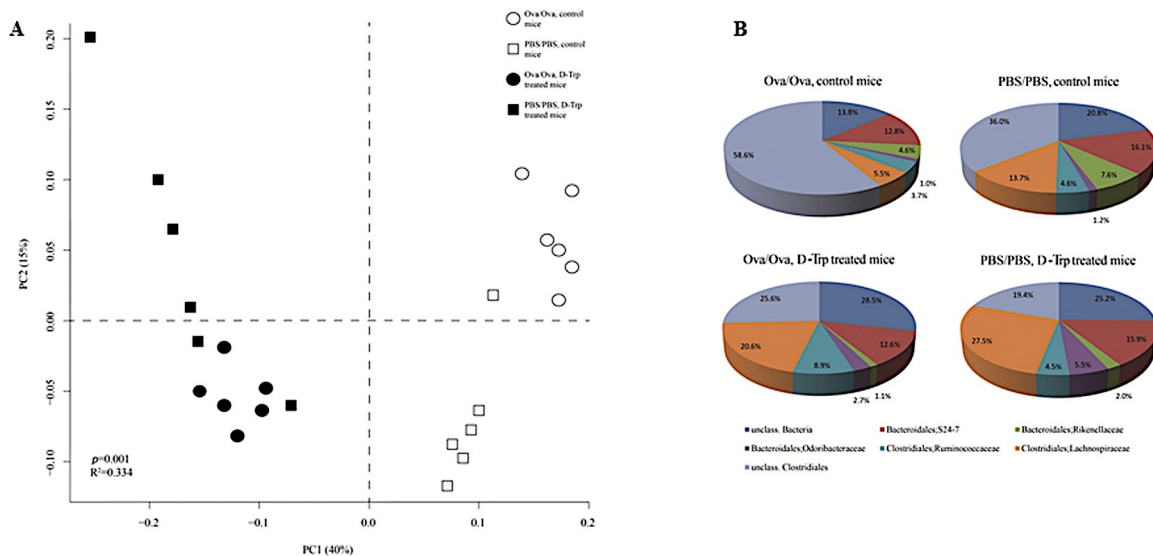 A
Ova/Ova, control
mice
PBS/PBS, control
mice
Ova/Ova, D-Trp
treated mice
PBS/PBS, D-Trp
treated mice
PC2 (15%)
0.20
0.15
0.10
0.05
0.00
−0.05
−0.10
p=0.001
R²=0.334
−0.2
−0.1
0.0
0.1
0.2
PC1 (40%)
B
Ova/Ova, control mice
13.8%
12.8%
4.6%
1.0%
3.7%
5.5%
58.6%
PBS/PBS, control mice
20.8%
16.1%
7.6%
1.2%
4.6%
13.7%
36.0%
Ova/Ova, D-Trp treated mice
28.5%
12.6%
1.1%
2.7%
8.9%
20.6%
25.6%
PBS/PBS, D-Trp treated mice
25.2%
15.9%
2.0%
5.5%
4.5%
27.5%
19.4%
unclass. Bacteria
Bacteroidales;S24-7
Bacteroidales;Rikenellaceae
Bacteroidales;Odoribacteraceae
Clostridiales;Ruminococcaceae
Clostridiales;Lachnospiraceae
unclass. Clostridiales